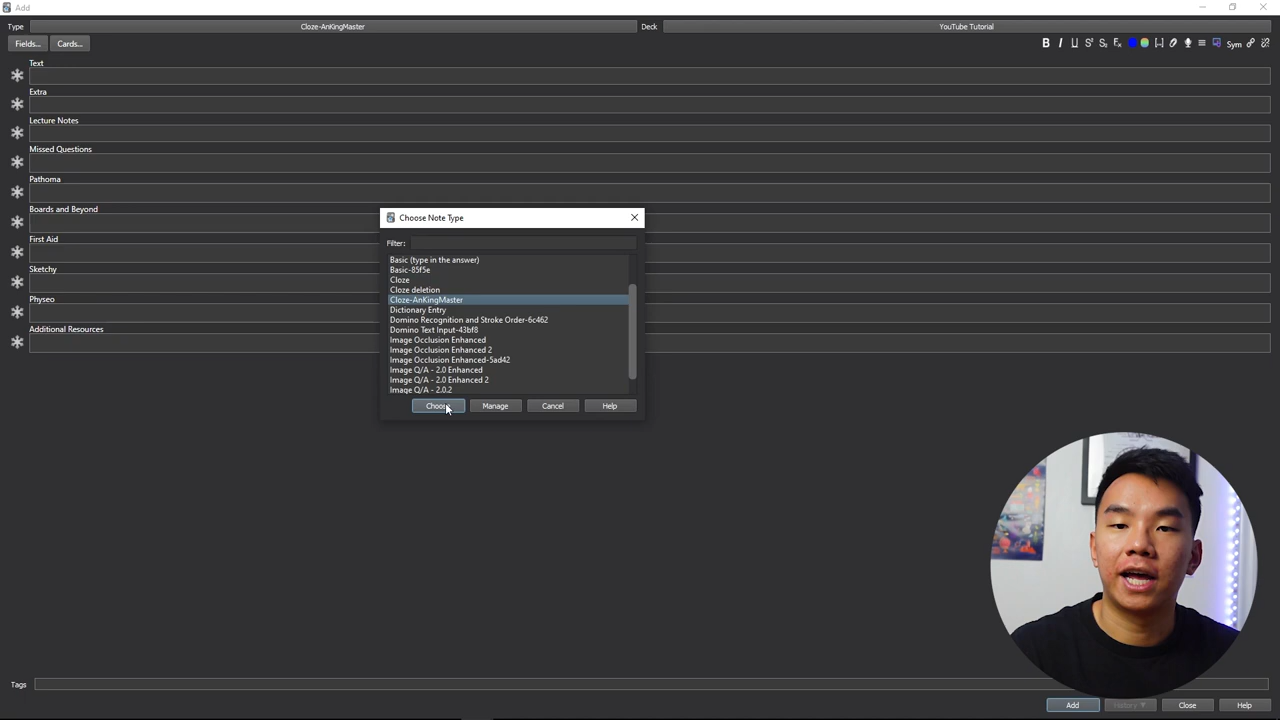 Add
Type Cloze-AnKingMaster Deck YouTube Tutorial
Fields... Cards...
Sym
Text
Extra
Lecture Notes
Missed Questions
Pathoma
Boards and Beyond
First Aid
Sketchy
Physeo
Additional Resources
Choose Note Type
Filter:
Basic (type in the answer)
Basic-85f5e
Cloze
Cloze deletion
Cloze-AnKingMaster
Dictionary Entry
Domino Recognition and Stroke Order-6c462
Domino Text Input-43bf8
Image Occlusion Enhanced
Image Occlusion Enhanced 2
Image Occlusion Enhanced-5ad42
Image Q/A - 2.0 Enhanced
Image Q/A - 2.0 Enhanced 2
Image Q/A - 2.0.2
Choose Manage Cancel Help
Tags
Add History Close Help